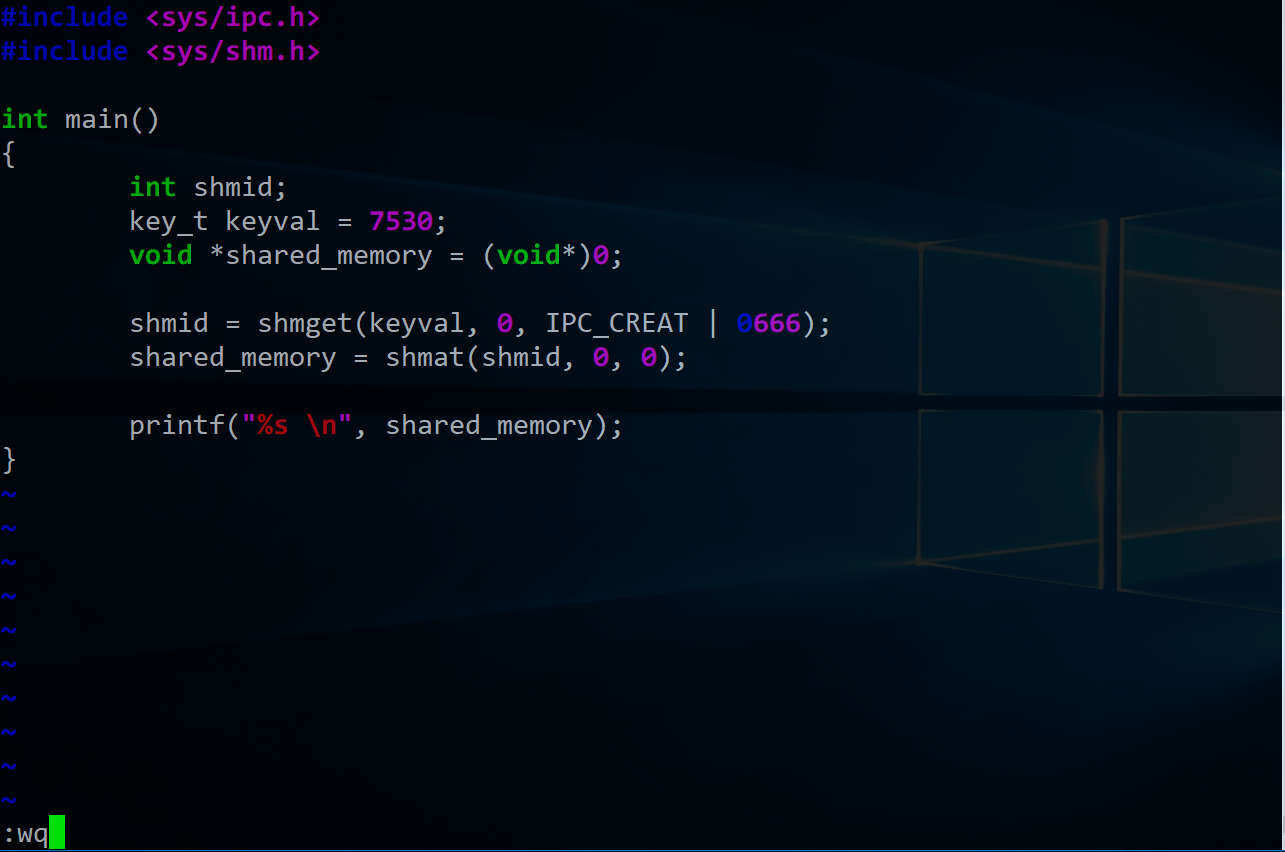 #include <sys/ipc.h>
#include <sys/shm.h>

int main()
{
        int shmid;
        key_t keyval = 7530;
        void *shared_memory = (void*)0;

        shmid = shmget(keyval, 0, IPC_CREAT | 0666);
        shared_memory = shmat(shmid, 0, 0);

        printf("%s \n", shared_memory);
}
~
~
~
~
~
~
~
~
~
~
:wq